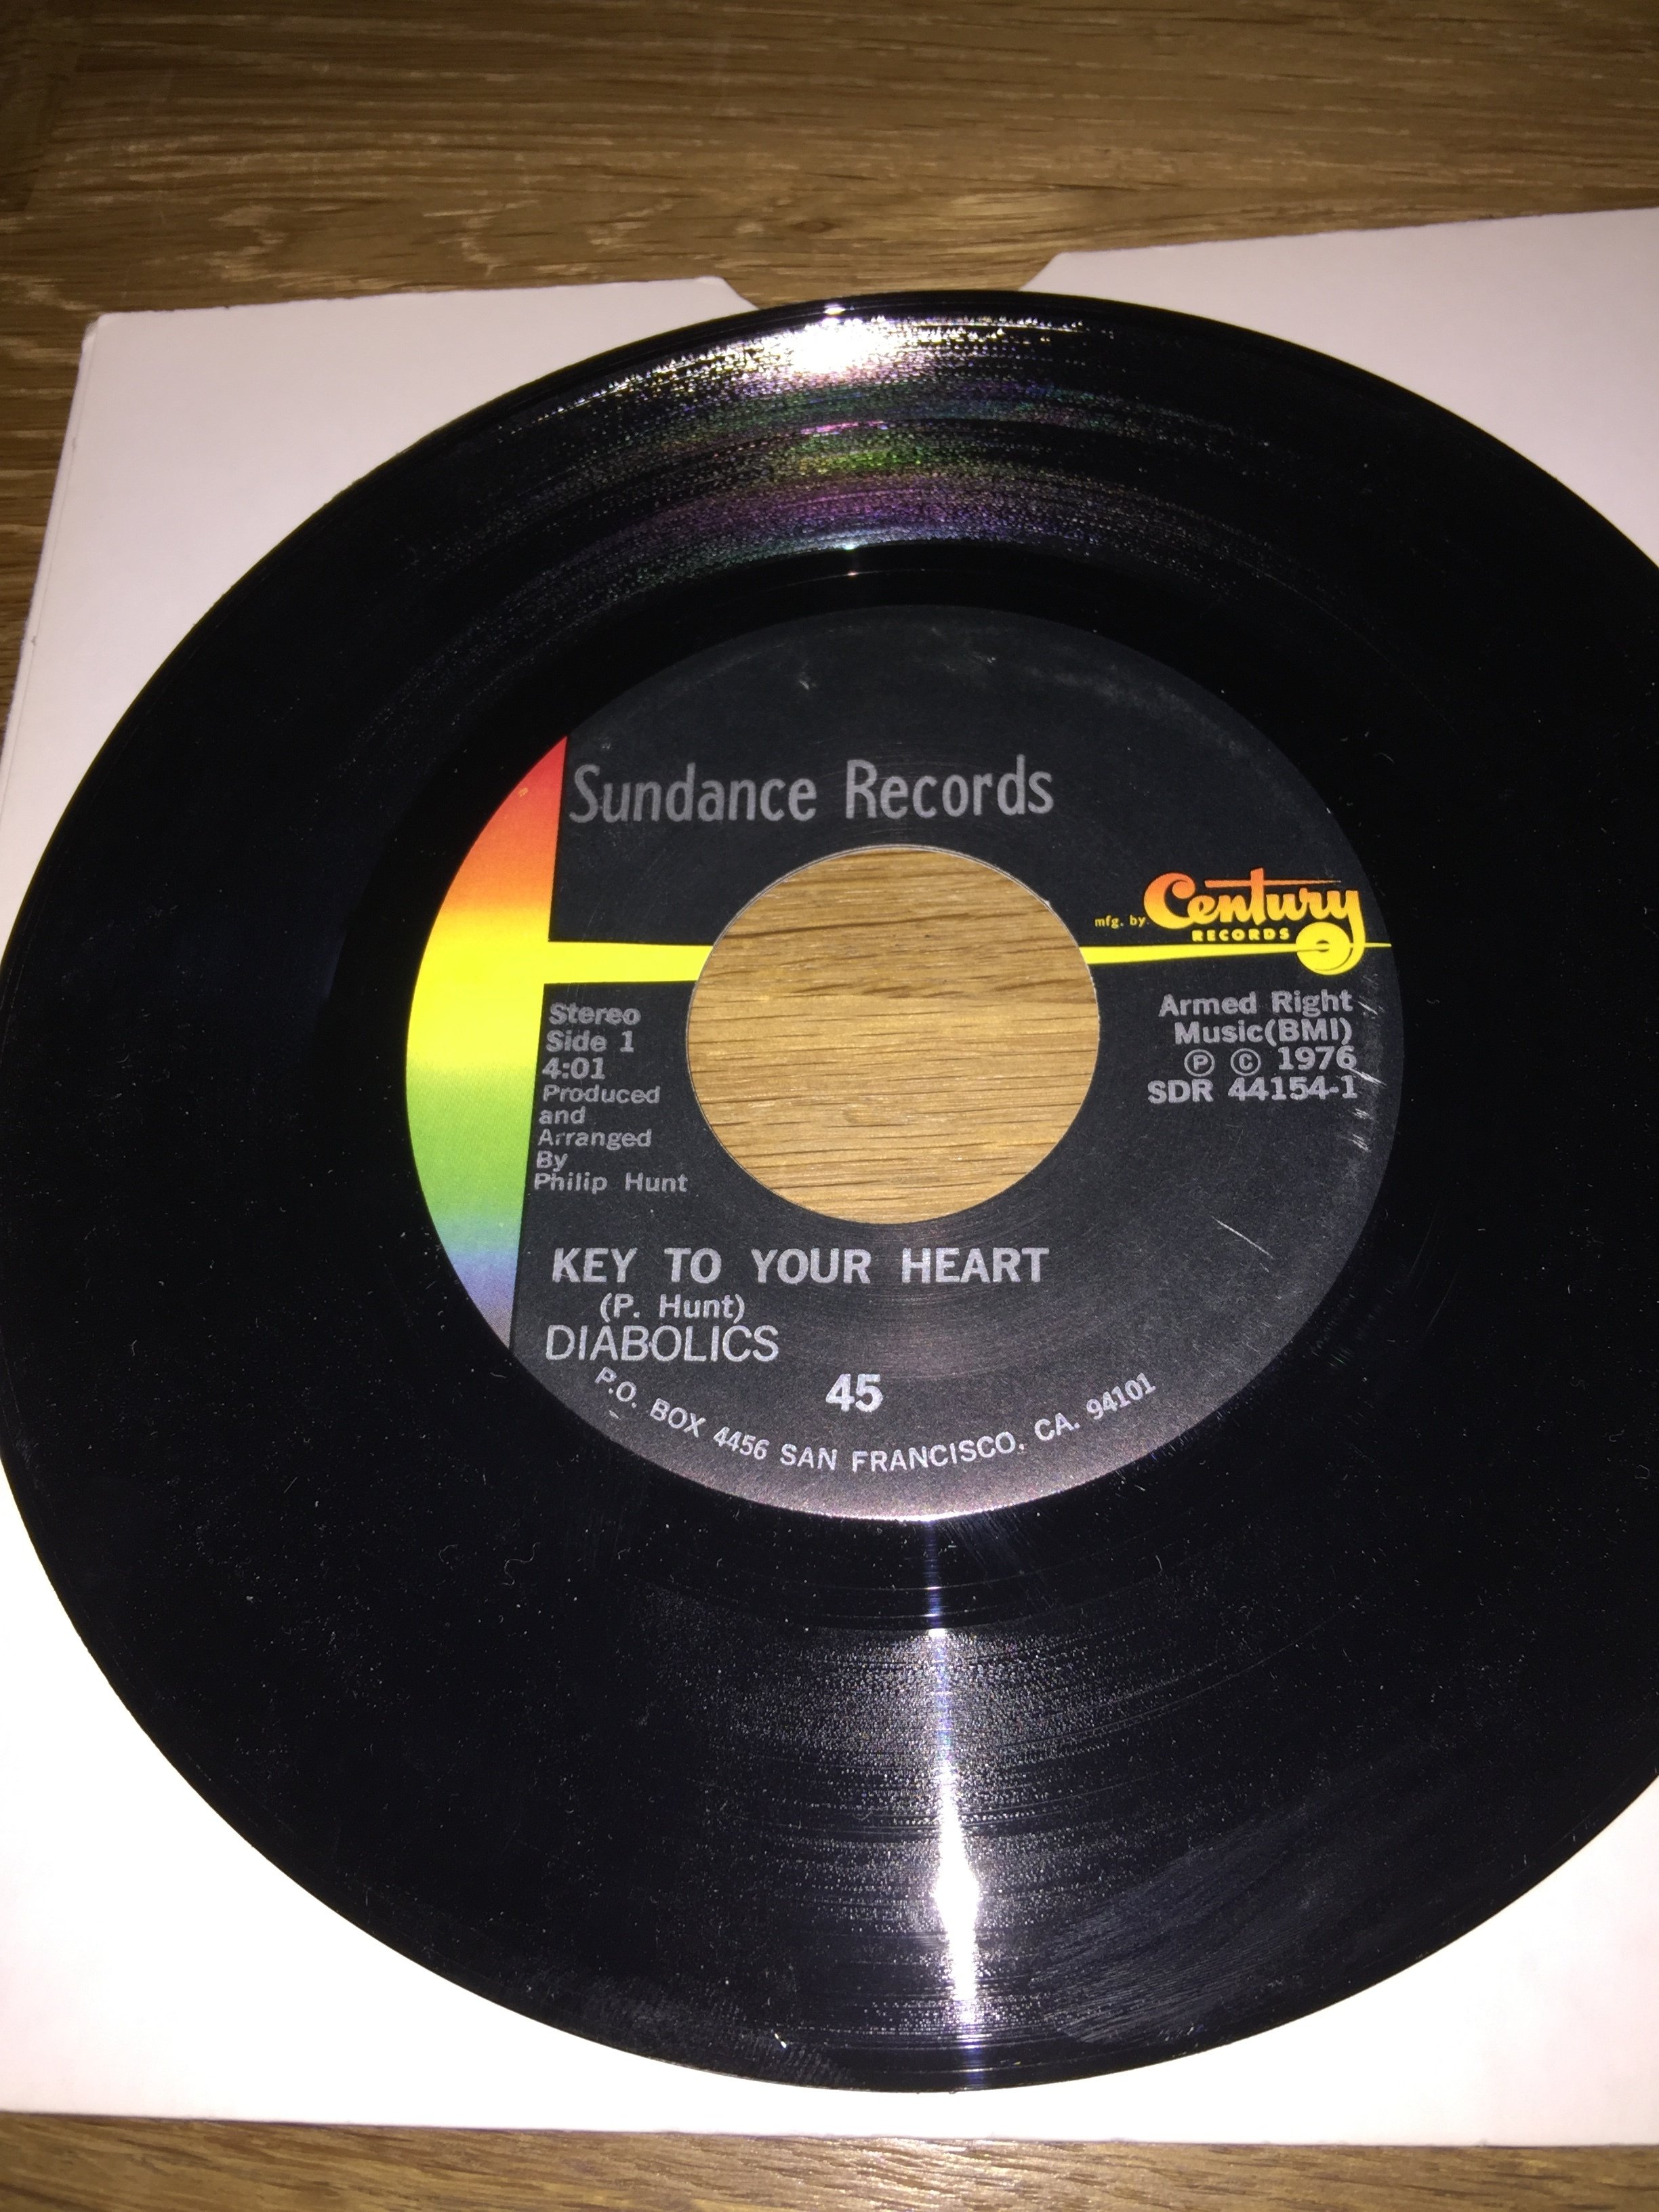 Sundance Records
mfg. by Century
RECORDS
Stereo
Side 1
4:01
Produced
and
Arranged
By
Philip Hunt
Armed Right
Music(BMI)
Ⓟ Ⓒ 1976
SDR 44154-1
KEY TO YOUR HEART
(P. Hunt)
DIABOLICS
45
P.O. BOX 4456 SAN FRANCISCO, CA. 94101